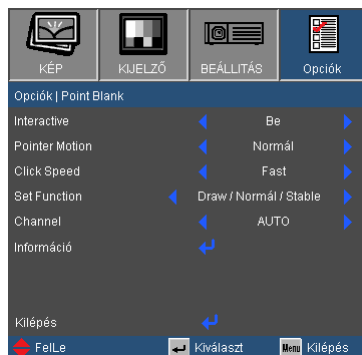 KÉP KIJELZŐ BEÁLLITÁS Opciók
Opciók | Point Blank
Interactive Be
Pointer Motion Normál
Click Speed Fast
Set Function Draw / Normál / Stable
Channel AUTO
Információ
Kilépés
FelLe Kiválaszt Menu Kilépés